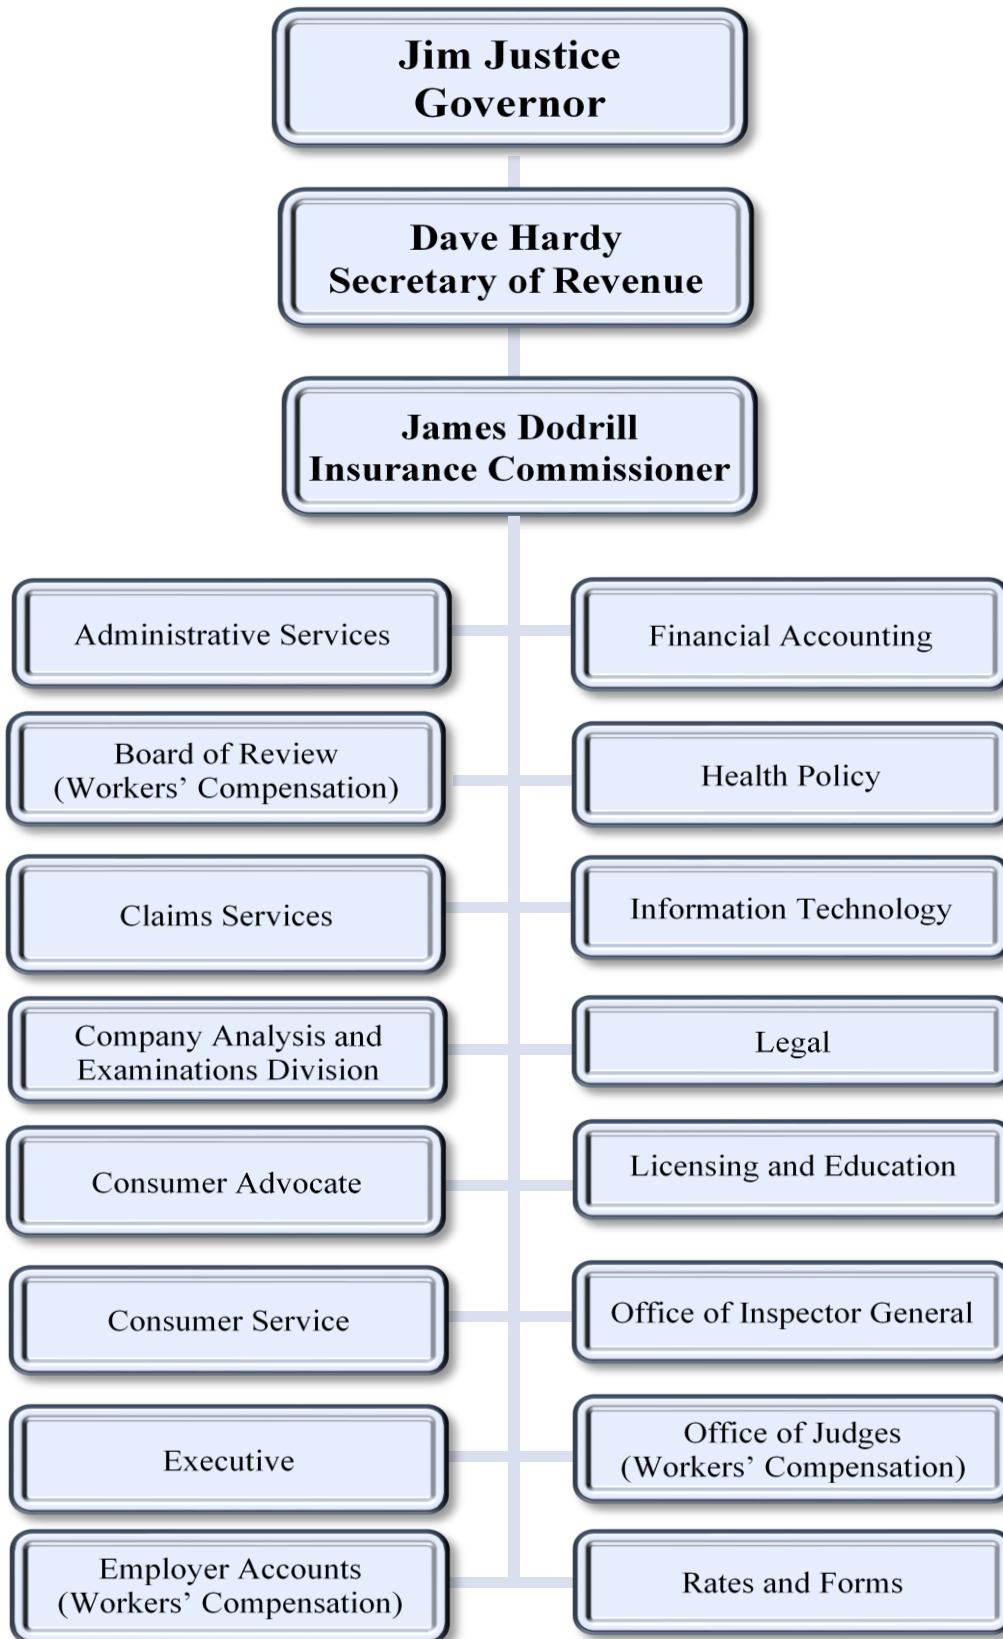 Jim Justice
Governor
Dave Hardy
Secretary of Revenue
James Dodrill
Insurance Commissioner
Administrative Services
Financial Accounting
Board of Review
(Workers’ Compensation)
Health Policy
Claims Services
Information Technology
Company Analysis and
Examinations Division
Legal
Consumer Advocate
Licensing and Education
Consumer Service
Office of Inspector General
Executive
Office of Judges
(Workers’ Compensation)
Employer Accounts
(Workers’ Compensation)
Rates and Forms